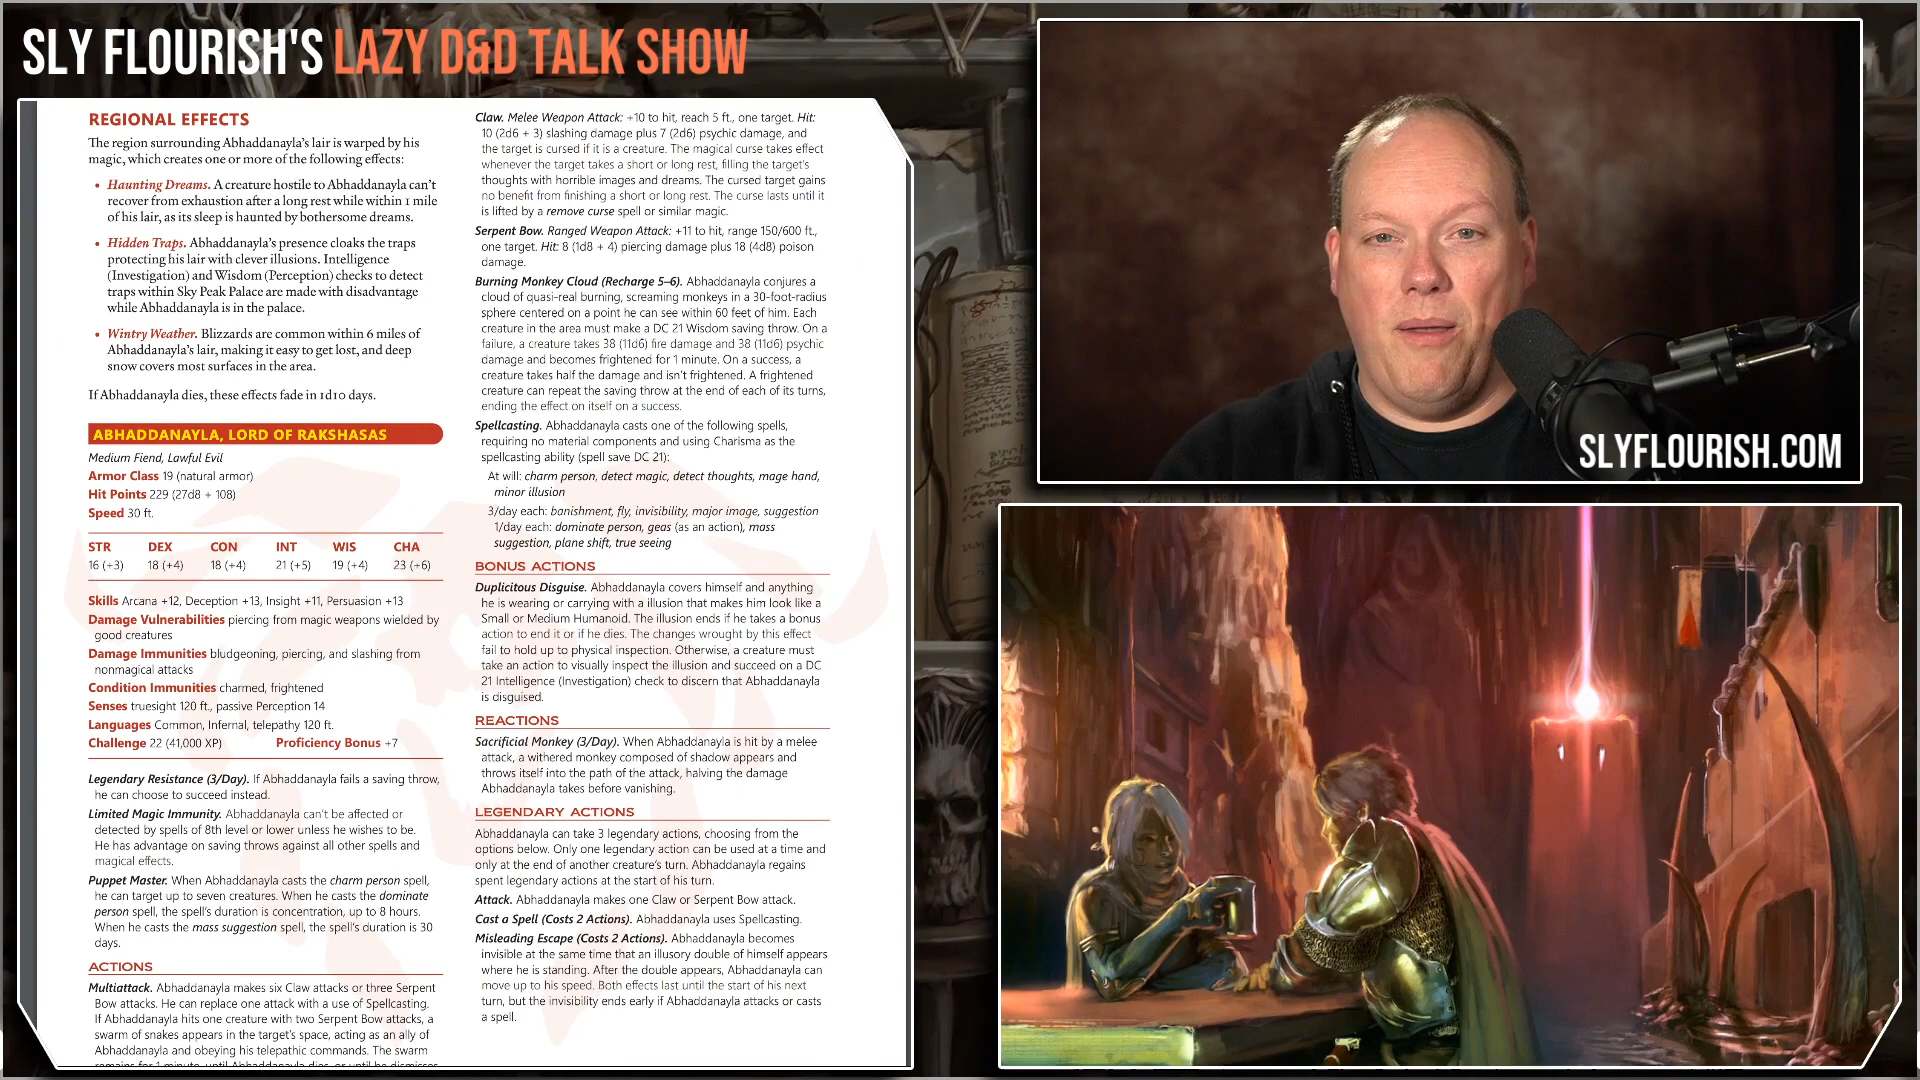 SLY FLOURISH'S LAZY D&D TALK SHOW
REGIONAL EFFECTS
The region surrounding Abhaddanayla's lair is warped by his
magic, which creates one or more of the following effects:
• Haunting Dreams. A creature hostile to Abhaddanayla can't
recover from exhaustion after a long rest while within 1 mile
of his lair, as its sleep is haunted by bothersome dreams.
• Hidden Traps. Abhaddanayla's presence cloaks the traps
protecting his lair with clever illusions. Intelligence
(Investigation) and Wisdom (Perception) checks to detect
traps within Sky Peak Palace are made with disadvantage
while Abhaddanayla is in the palace.
• Wintry Weather. Blizzards are common within 6 miles of
Abhaddanayla's lair, making it easy to get lost, and deep
snow covers most surfaces in the area.
If Abhaddanayla dies, these effects fade in 1d10 days.
ABHADDANAYLA, LORD OF RAKSHASAS
Medium Fiend, Lawful Evil
Armor Class 19 (natural armor)
Hit Points 229 (27d8 + 108)
Speed 30 ft.
STR DEX CON INT WIS CHA
16 (+3) 18 (+4) 18 (+4) 21 (+5) 19 (+4) 23 (+6)
Skills Arcana +12, Deception +13, Insight +11, Persuasion +13
Damage Vulnerabilities piercing from magic weapons wielded by
good creatures
Damage Immunities bludgeoning, piercing, and slashing from
nonmagical attacks
Condition Immunities charmed, frightened
Senses truesight 120 ft., passive Perception 14
Languages Common, Infernal, telepathy 120 ft.
Challenge 22 (41,000 XP) Proficiency Bonus +7
Legendary Resistance (3/Day). If Abhaddanayla fails a saving throw,
he can choose to succeed instead.
Limited Magic Immunity. Abhaddanayla can't be affected or
detected by spells of 8th level or lower unless he wishes to be.
He has advantage on saving throws against all other spells and
magical effects.
Puppet Master. When Abhaddanayla casts the charm person spell,
he can target up to seven creatures. When he casts the dominate
person spell, the spell's duration is concentration, up to 8 hours.
When he casts the mass suggestion spell, the spell's duration is 30
days.
ACTIONS
Multiattack. Abhaddanayla makes six Claw attacks or three Serpent
Bow attacks. He can replace one attack with a use of Spellcasting.
If Abhaddanayla hits one creature with two Serpent Bow attacks, a
swarm of snakes appears in the target's space, acting as an ally of
Abhaddanayla and obeying his telepathic commands. The swarm
remains for 1 minute, until Abhaddanayla dies, or until he dismisses
Claw. Melee Weapon Attack: +10 to hit, reach 5 ft., one target. Hit:
10 (2d6 + 3) slashing damage plus 7 (2d6) psychic damage, and
the target is cursed if it is a creature. The magical curse takes effect
whenever the target takes a short or long rest, filling the target's
thoughts with horrible images and dreams. The cursed target gains
no benefit from finishing a short or long rest. The curse lasts until it
is lifted by a remove curse spell or similar magic.
Serpent Bow. Ranged Weapon Attack: +11 to hit, range 150/600 ft.,
one target. Hit: 8 (1d8 + 4) piercing damage plus 18 (4d8) poison
damage.
Burning Monkey Cloud (Recharge 5–6). Abhaddanayla conjures a
cloud of quasi-real burning, screaming monkeys in a 30-foot-radius
sphere centered on a point he can see within 60 feet of him. Each
creature in the area must make a DC 21 Wisdom saving throw. On a
failure, a creature takes 38 (11d6) fire damage and 38 (11d6) psychic
damage and becomes frightened for 1 minute. On a success, a
creature takes half the damage and isn't frightened. A frightened
creature can repeat the saving throw at the end of each of its turns,
ending the effect on itself on a success.
Spellcasting. Abhaddanayla casts one of the following spells,
requiring no material components and using Charisma as the
spellcasting ability (spell save DC 21):
At will: charm person, detect magic, detect thoughts, mage hand,
minor illusion
3/day each: banishment, fly, invisibility, major image, suggestion
1/day each: dominate person, geas (as an action), mass
suggestion, plane shift, true seeing
BONUS ACTIONS
Duplicitous Disguise. Abhaddanayla covers himself and anything
he is wearing or carrying with a illusion that makes him look like a
Small or Medium Humanoid. The illusion ends if he takes a bonus
action to end it or if he dies. The changes wrought by this effect
fail to hold up to physical inspection. Otherwise, a creature must
take an action to visually inspect the illusion and succeed on a DC
21 Intelligence (Investigation) check to discern that Abhaddanayla
is disguised.
REACTIONS
Sacrificial Monkey (3/Day). When Abhaddanayla is hit by a melee
attack, a withered monkey composed of shadow appears and
throws itself into the path of the attack, halving the damage
Abhaddanayla takes before vanishing.
LEGENDARY ACTIONS
Abhaddanayla can take 3 legendary actions, choosing from the
options below. Only one legendary action can be used at a time and
only at the end of another creature's turn. Abhaddanayla regains
spent legendary actions at the start of his turn.
Attack. Abhaddanayla makes one Claw or Serpent Bow attack.
Cast a Spell (Costs 2 Actions). Abhaddanayla uses Spellcasting.
Misleading Escape (Costs 2 Actions). Abhaddanayla becomes
invisible at the same time that an illusory double of himself appears
where he is standing. After the double appears, Abhaddanayla can
move up to his speed. Both effects last until the start of his next
turn, but the invisibility ends early if Abhaddanayla attacks or casts
a spell.
SLYFLOURISH.COM